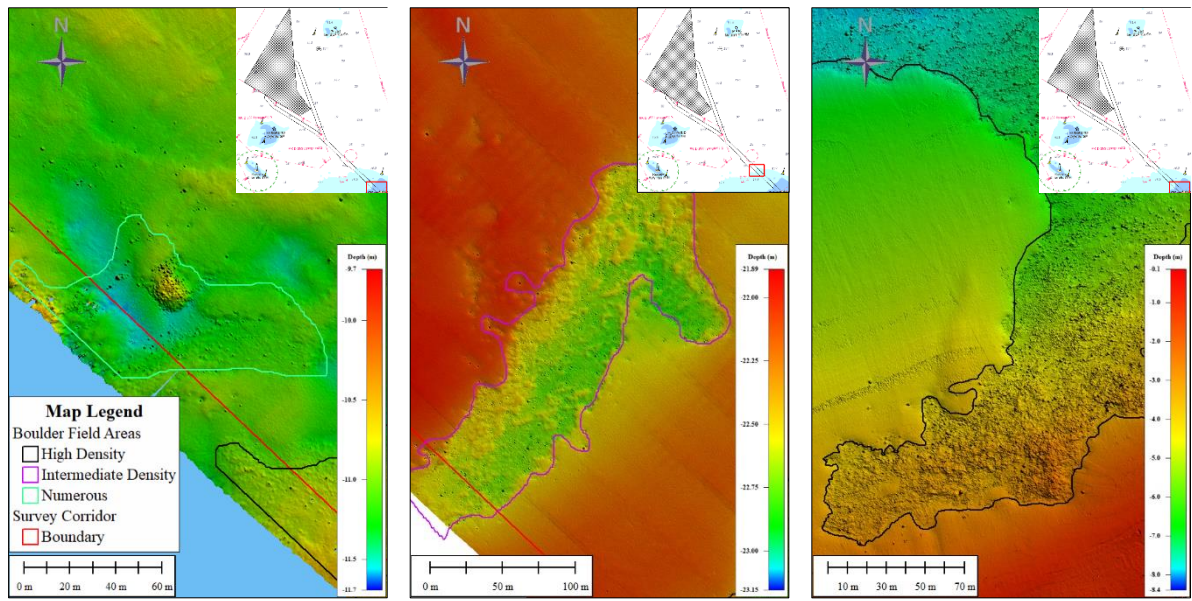 N
Depth (m)
-9.7
-10.0
-10.5
-11.0
-11.5
-11.7
Map Legend
Boulder Field Areas
High Density
Intermediate Density
Numerous
Survey Corridor
Boundary
0 m 20 m 40 m 60 m
N
Depth (m)
-21.59
-22.00
-22.25
-22.50
-22.75
-23.00
-23.15
0 m 50 m 100 m
N
Depth (m)
-0.1
-1.0
-2.0
-3.0
-4.0
-5.0
-6.0
-7.0
-8.0
-8.4
10 m 30 m 50 m 70 m